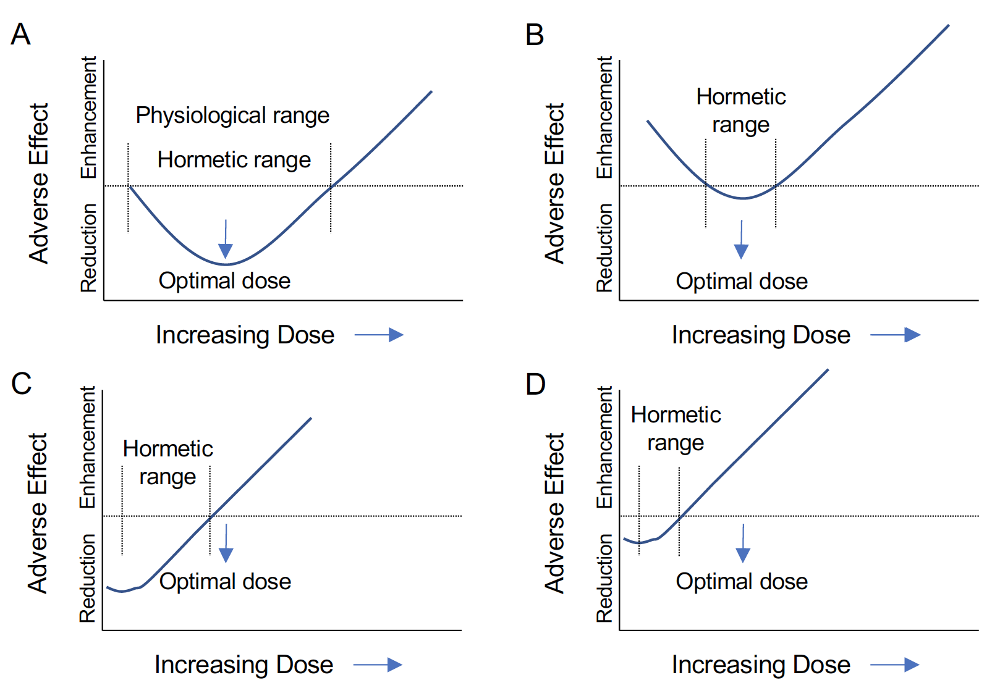 A
Adverse Effect
Reduction Enhancement
Physiological range
Hormetic range
Optimal dose
Increasing Dose
B
Adverse Effect
Reduction Enhancement
Hormetic
range
Optimal dose
Increasing Dose
C
Adverse Effect
Reduction Enhancement
Hormetic
range
Optimal dose
Increasing Dose
D
Adverse Effect
Reduction Enhancement
Hormetic
range
Optimal dose
Increasing Dose